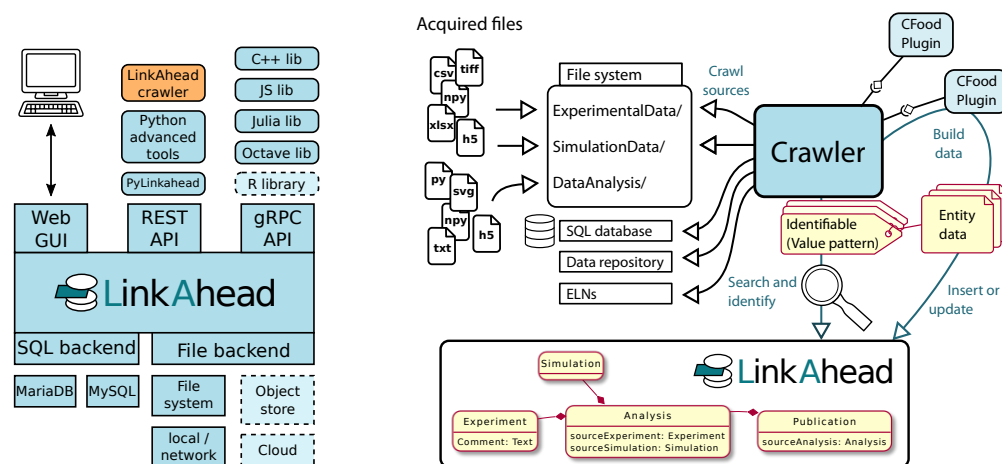 LinkAhead
crawler
Python
advanced
tools
PyLinkahead
C++ lib
JS lib
Julia lib
Octave lib
R library
Web
GUI
REST
API
gRPC
API
LinkAhead
SQL backend
File backend
MariaDB
MySQL
File
system
Object
store
local /
network
Cloud
Acquired files
csv
tiff
npy
xlsx
h5
py
svg
npy
h5
txt
File system
ExperimentalData/
SimulationData/
DataAnalysis/
SQL database
Data repository
ELNs
Crawl
sources
Crawler
CFood
Plugin
CFood
Plugin
Build
data
Identifiable
(Value pattern)
Entity
data
Search and
identify
Insert or
update
LinkAhead
Simulation
Experiment
Comment: Text
Analysis
sourceExperiment: Experiment
sourceSimulation: Simulation
Publication
sourceAnalysis: Analysis